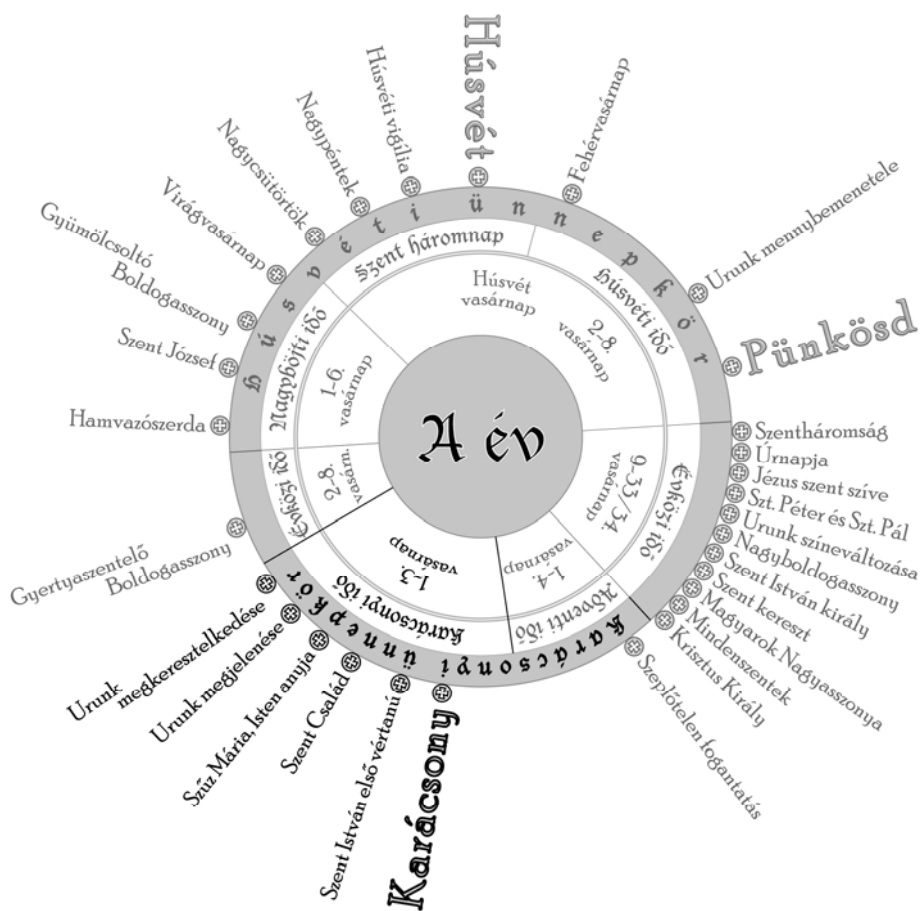 A év
Húsvéti ünnepkör
Karácsonyi ünnepkör
Szent háromnap
Húsvéti idő
Évközi idő
Ádventi idő
Karácsonyi idő
Évközi idő
Nagyböjti idő
Húsvét
vasárnap
2-8.
vasárnap
9-33/34.
vasárnap
1-4.
vasárnap
1-3.
vasárnap
2-8.
vasárn.
1-6.
vasárnap
Húsvét
Fehérvasárnap
Urunk mennybemenetele
Pünkösd
Szentháromság
Úrnapja
Jézus szent szíve
Szt. Péter és Szt. Pál
Urunk színeváltozása
Nagyboldogasszony
Szent István király
Szent kereszt
Magyarok Nagyasszonya
Mindenszentek
Krisztus Király
Szeplőtelen fogantatás
Karácsony
Szent István első vértanú
Szent Család
Szűz Mária, Isten anyja
Urunk megjelenése
Urunk
megkeresztelkedése
Gyertyaszentelő
Boldogasszony
Hamvazószerda
Szent József
Gyümölcsoltó
Boldogasszony
Virágvasárnap
Nagycsütörtök
Nagypéntek
Húsvéti vigília